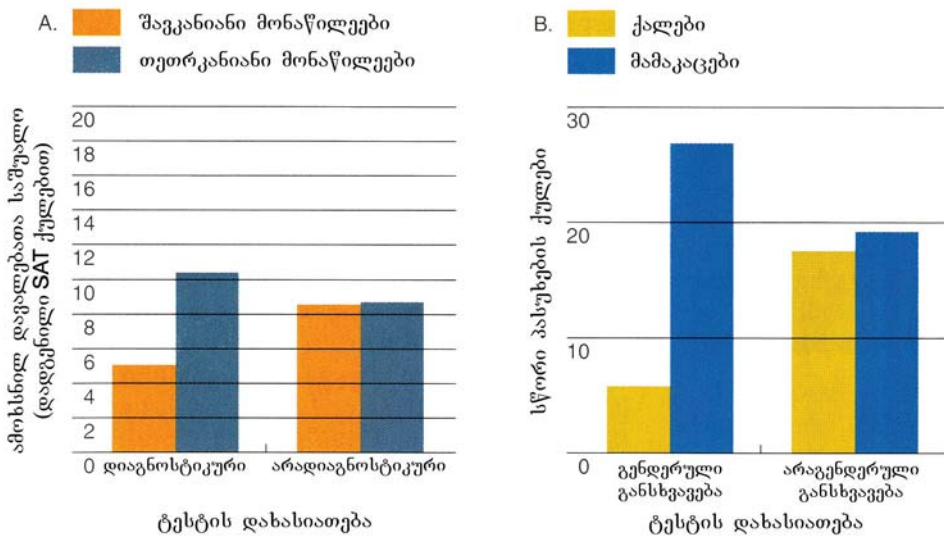 A.
შავკანიანი მონაწილეები
თეთრკანიანი მონაწილეები
ამოხსნილ დავალებათა საშუალო
(დადგენილი SAT ქულებით)
20
18
16
14
12
10
8
6
4
2
0
დიაგნოსტიკური
არადიაგნოსტიკური
ტესტის დახასიათება
B.
ქალები
მამაკაცები
სწორი პასუხების ქულები
30
20
10
0
გენდერული
განსხვავება
არაგენდერული
განსხვავება
ტესტის დახასიათება